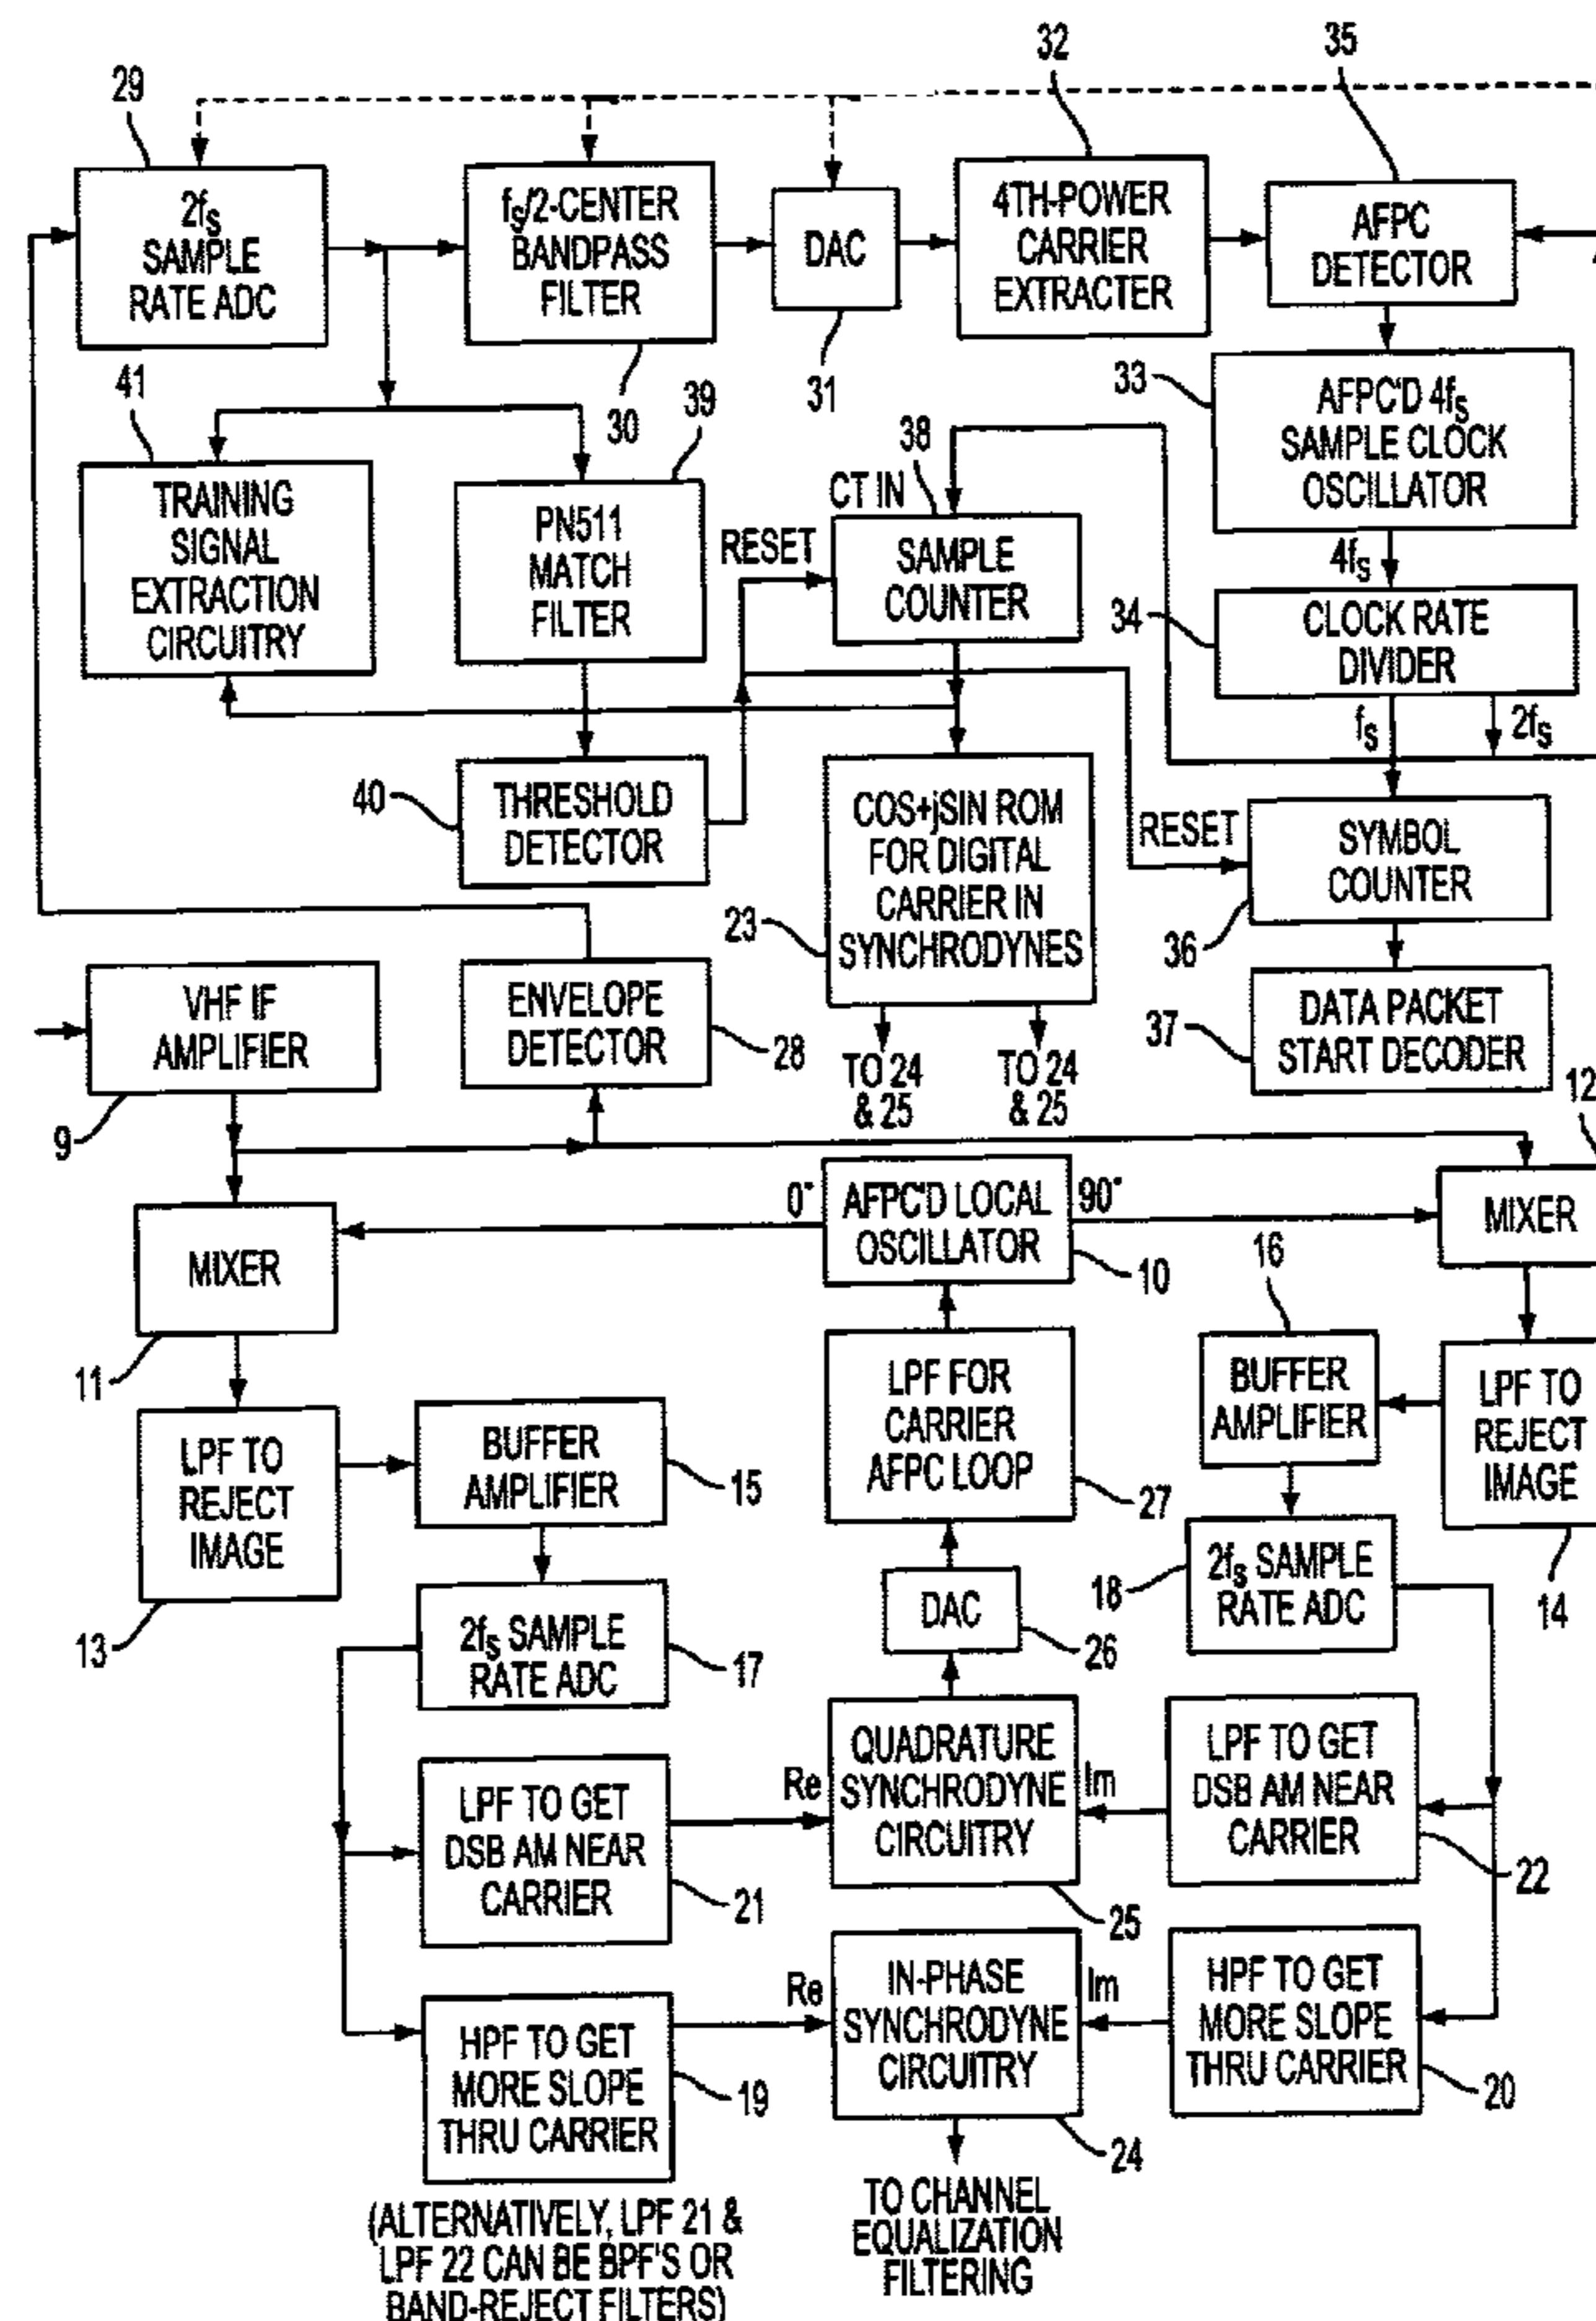 29
32
35
2fs
SAMPLE
RATE ADC
fs/2-CENTER
BANDPASS
FILTER
DAC
4TH-POWER
CARRIER
EXTRACTER
AFPC
DETECTOR
41
30
39
31
38
33
AFPC'D 4fs
SAMPLE CLOCK
OSCILLATOR
TRAINING
SIGNAL
EXTRACTION
CIRCUITRY
PN511
MATCH
FILTER
CT IN
RESET
SAMPLE
COUNTER
4fs
34
CLOCK RATE
DIVIDER
fs
2fs
40
THRESHOLD
DETECTOR
COS+jSIN ROM
FOR DIGITAL
CARRIER IN
SYNCHRODYNES
23
RESET
SYMBOL
COUNTER
36
VHF IF
AMPLIFIER
9
ENVELOPE
DETECTOR
28
TO 24
& 25
TO 24
& 25
37
DATA PACKET
START DECODER
12
MIXER
11
0°
AFPC'D LOCAL
OSCILLATOR
90°
10
MIXER
16
LPF TO
REJECT
IMAGE
13
BUFFER
AMPLIFIER
15
LPF FOR
CARRIER
AFPC LOOP
27
BUFFER
AMPLIFIER
LPF TO
REJECT
IMAGE
14
2fs SAMPLE
RATE ADC
17
DAC
26
18
2fs SAMPLE
RATE ADC
LPF TO GET
DSB AM NEAR
CARRIER
21
Re
QUADRATURE
SYNCHRODYNE
CIRCUITRY
Im
25
LPF TO GET
DSB AM NEAR
CARRIER
22
HPF TO GET
MORE SLOPE
THRU CARRIER
19
Re
IN-PHASE
SYNCHRODYNE
CIRCUITRY
Im
24
HPF TO GET
MORE SLOPE
THRU CARRIER
20
(ALTERNATIVELY, LPF 21 &
LPF 22 CAN BE BPF'S OR
BAND-REJECT FILTERS)
TO CHANNEL
EQUALIZATION
FILTERING